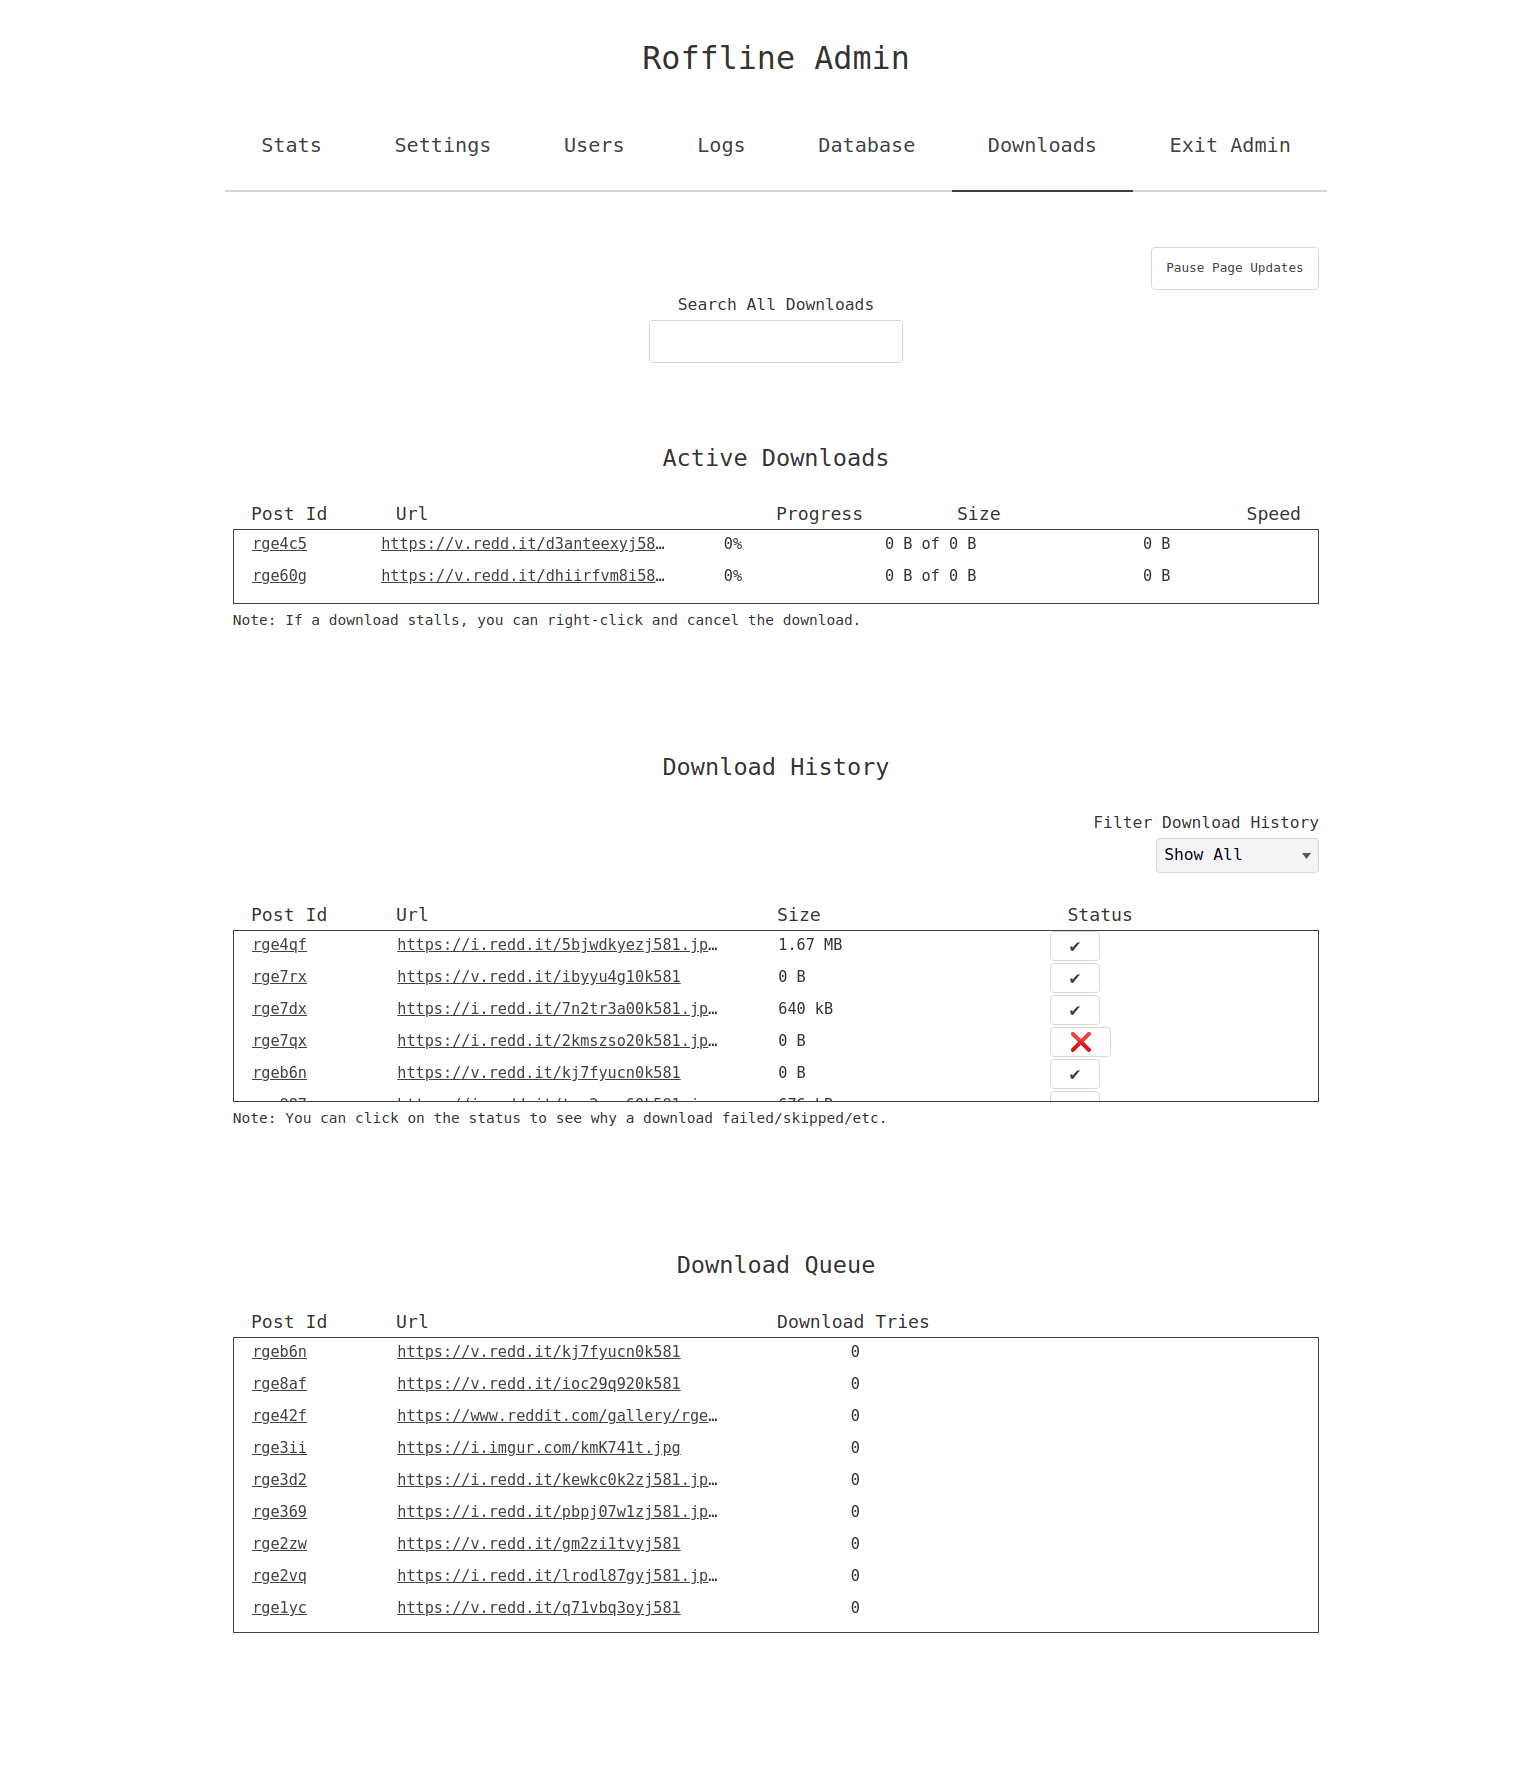 Roffline Admin
Stats Settings Users Logs Database Downloads Exit Admin
Pause Page Updates
Search All Downloads
Active Downloads
Post Id Url Progress Size Speed
rge4c5 https://v.redd.it/d3anteexyj58… 0% 0 B of 0 B 0 B
rge60g https://v.redd.it/dhiirfvm8i58… 0% 0 B of 0 B 0 B
Note: If a download stalls, you can right-click and cancel the download.
Download History
Filter Download History
Show All
Post Id Url Size Status
rge4qf https://i.redd.it/5bjwdkyezj581.jp… 1.67 MB ✔
rge7rx https://v.redd.it/ibyyu4g10k581 0 B ✔
rge7dx https://i.redd.it/7n2tr3a00k581.jp… 640 kB ✔
rge7qx https://i.redd.it/2kmszso20k581.jp… 0 B ❌
rgeb6n https://v.redd.it/kj7fyucn0k581 0 B ✔
Note: You can click on the status to see why a download failed/skipped/etc.
Download Queue
Post Id Url Download Tries
rgeb6n https://v.redd.it/kj7fyucn0k581 0
rge8af https://v.redd.it/ioc29q920k581 0
rge42f https://www.reddit.com/gallery/rge… 0
rge3ii https://i.imgur.com/kmK741t.jpg 0
rge3d2 https://i.redd.it/kewkc0k2zj581.jp… 0
rge369 https://i.redd.it/pbpj07w1zj581.jp… 0
rge2zw https://v.redd.it/gm2zi1tvyj581 0
rge2vq https://i.redd.it/lrodl87gyj581.jp… 0
rge1yc https://v.redd.it/q71vbq3oyj581 0